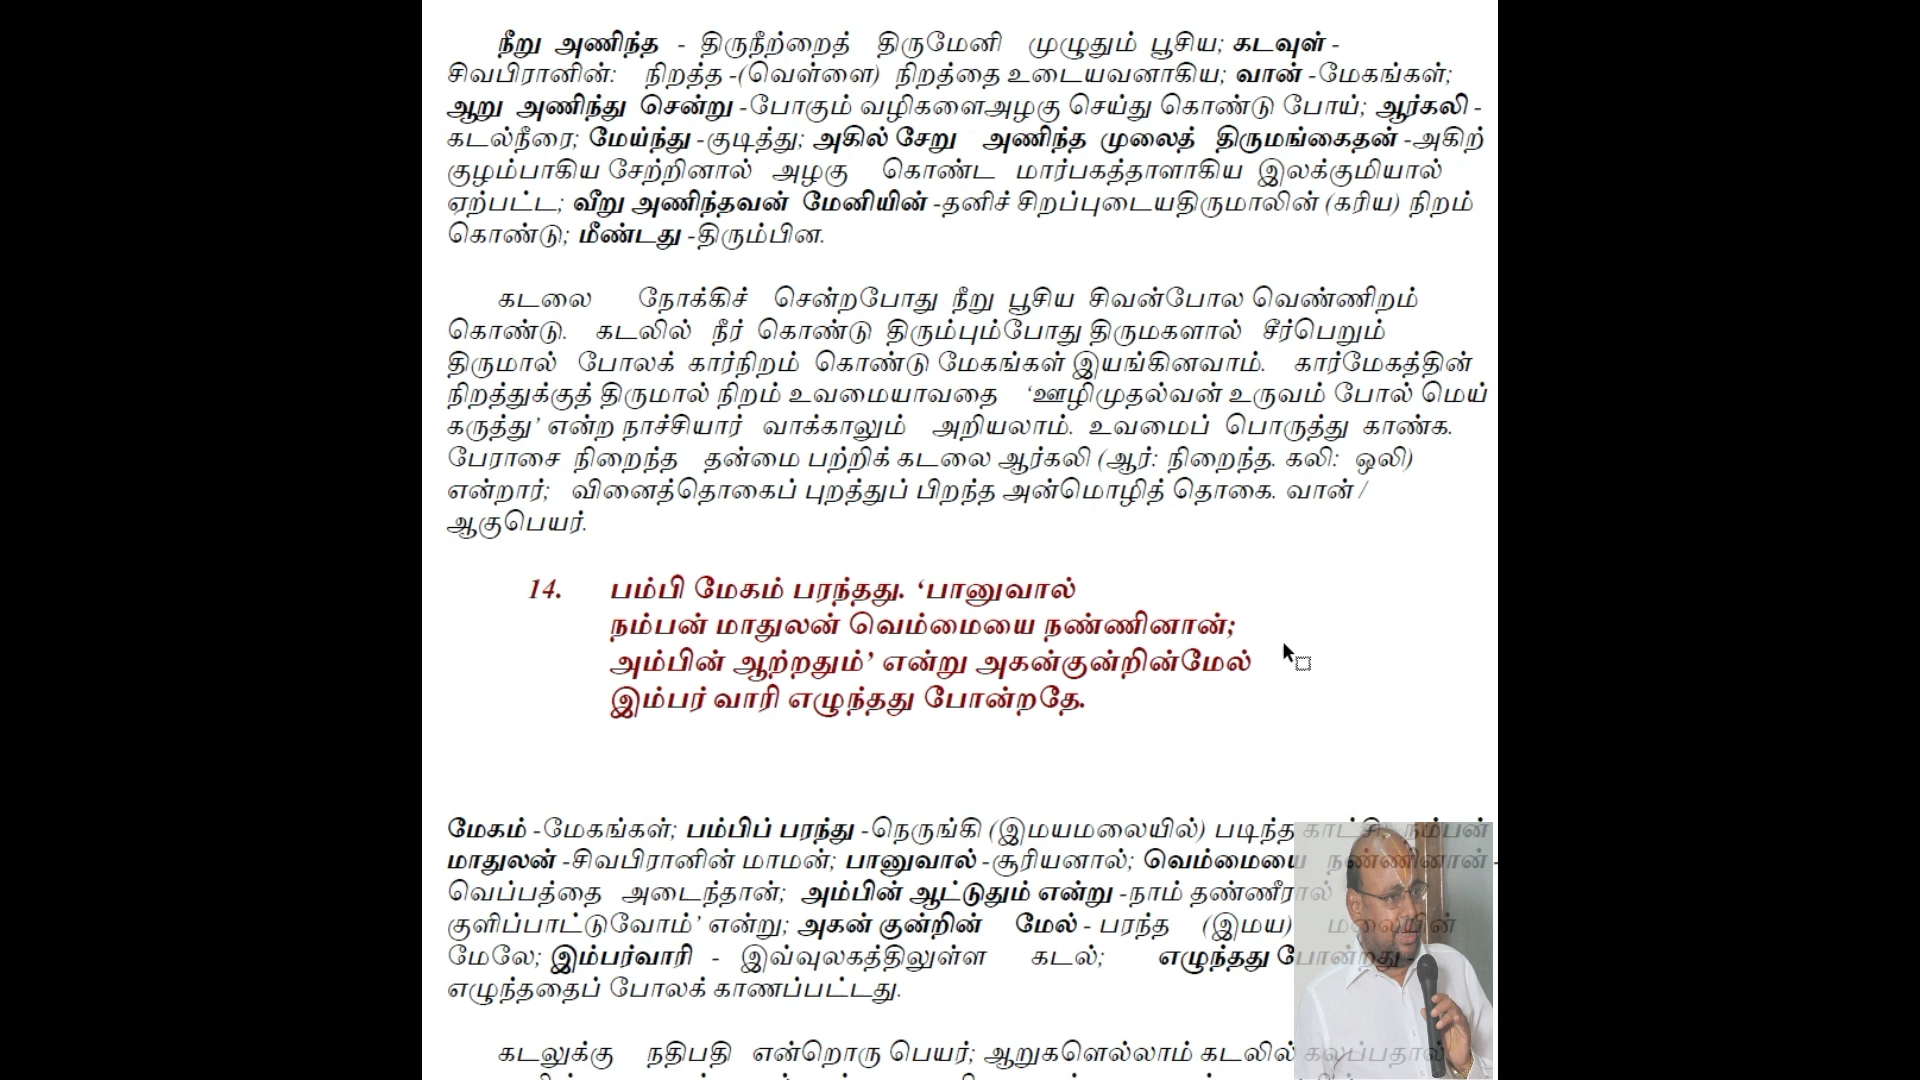 நீறு அணிந்த - திருநீற்றைத் திருமேனி முழுதும் பூசிய; கடவுள் -
சிவபிரானின்: நிறத்த -(வெள்ளை) நிறத்தை உடையவனாகிய; வான் -மேகங்கள்;
ஆறு அணிந்து சென்று -போகும் வழிகளைஅழகு செய்து கொண்டு போய்; ஆர்கலி -
கடல்நீரை; மேய்ந்து -குடித்து; அகில் சேறு அணிந்த முலைத் திருமங்கைதன் -அகிற்
குழம்பாகிய சேற்றினால் அழகு கொண்ட மார்பகத்தாளாகிய இலக்குமியால்
ஏற்பட்ட; வீறு அணிந்தவன் மேனியின் -தனிச் சிறப்புடையதிருமாலின் (கரிய) நிறம்
கொண்டு; மீண்டது -திரும்பின.
கடலை நோக்கிச் சென்றபோது நீறு பூசிய சிவன்போல வெண்ணிறம்
கொண்டு. கடலில் நீர் கொண்டு திரும்பும்போது திருமகளால் சீர்பெறும்
திருமால் போலக் கார்நிறம் கொண்டு மேகங்கள் இயங்கினவாம். கார்மேகத்தின்
நிறத்துக்குத் திருமால் நிறம் உவமையாவதை ‘ஊழிமுதல்வன் உருவம் போல் மெய்
கருத்து’ என்ற நாச்சியார் வாக்காலும் அறியலாம். உவமைப் பொருத்து காண்க.
பேராசை நிறைந்த தன்மை பற்றிக் கடலை ஆர்கலி (ஆர்: நிறைந்த. கலி: ஒலி)
என்றார்; வினைத்தொகைப் புறத்துப் பிறந்த அன்மொழித் தொகை. வான் /
ஆகுபெயர்.
14. பம்பி மேகம் பரந்தது. ‘பானுவால்
நம்பன் மாதுலன் வெம்மையை நண்ணினான்;
அம்பின் ஆற்றதும்’ என்று அகன்குன்றின்மேல்
இம்பர் வாரி எழுந்தது போன்றதே.
மேகம் -மேகங்கள்; பம்பிப் பரந்து -நெருங்கி (இமயமலையில்) படிந்த காட்சி; நம்பன்
மாதுலன் -சிவபிரானின் மாமன்; பானுவால் -சூரியனால்; வெம்மையை நண்ணினான் -
வெப்பத்தை அடைந்தான்; அம்பின் ஆட்டுதும் என்று -நாம் தண்ணீரால்
குளிப்பாட்டுவோம்’ என்று; அகன் குன்றின் மேல் - பரந்த (இமய) மலையின்
மேலே; இம்பர்வாரி - இவ்வுலகத்திலுள்ள கடல்; எழுந்தது போன்றது -
எழுந்ததைப் போலக் காணப்பட்டது.
கடலுக்கு நதிபதி என்றொரு பெயர்; ஆறுகளெல்லாம் கடலில் கலப்பதால்